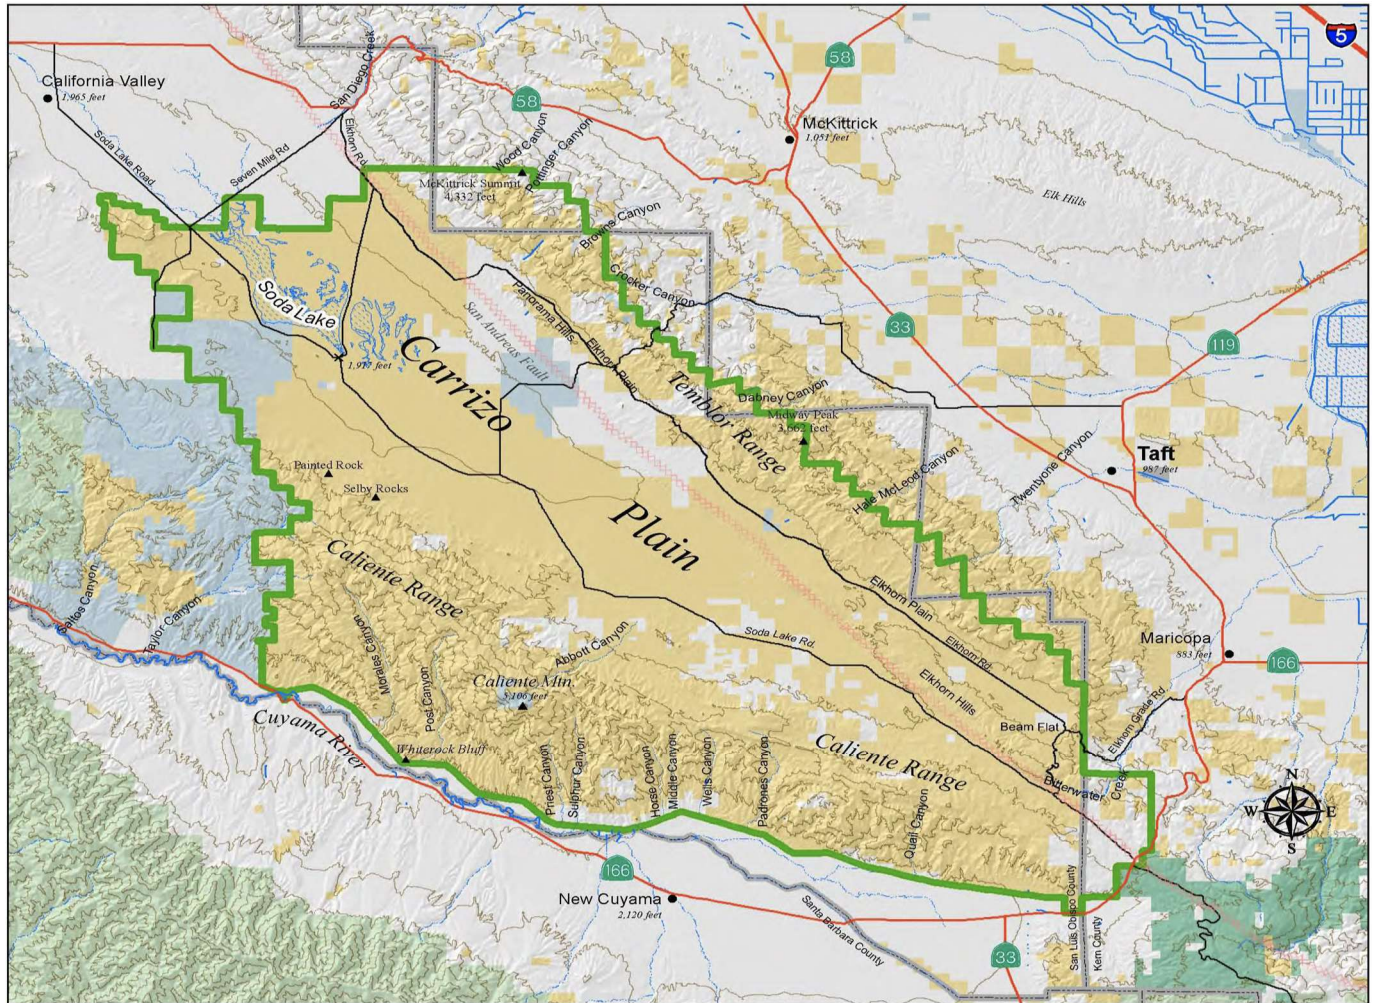 5
California Valley
1,965 feet
San Diego Creek
58
58
McKittrick
1,051 feet
Soda Lake Road
Seven Mile Rd
Elkhorn Rd
Wood Canyon
Pottinger Canyon
McKittrick Summit
4,332 feet
Elk Hills
Browns Canyon
Crocker Canyon
Soda Lake
1,917 feet
Panorama Hills
San Andreas Fault
Elkhorn Plain
33
119
Carrizo
Plain
Temblor Range
Dabney Canyon
Midway Peak
3,662 feet
Hale McLeod Canyon
Twentyone Canyon
Taft
987 feet
Painted Rock
Selby Rocks
Caliente Range
Taylor Canyon
Morales Canyon
Post Canyon
Abbott Canyon
Caliente Mtn.
5,106 feet
Soda Lake Rd.
Elkhorn Plain
Elkhorn Rd.
Elkhorn Hills
Maricopa
883 feet
166
Beam Flat
Elkhorn Grade Rd
Cuyama River
Whiterock Bluff
Priest Canyon
Sulphur Canyon
Horse Canyon
Middle Canyon
Wells Canyon
Padrones Canyon
Caliente Range
Quail Canyon
Bitterwater
Creek
N
W E
S
166
New Cuyama
2,120 feet
Santa Barbara County
San Luis Obispo County
Kern County
33